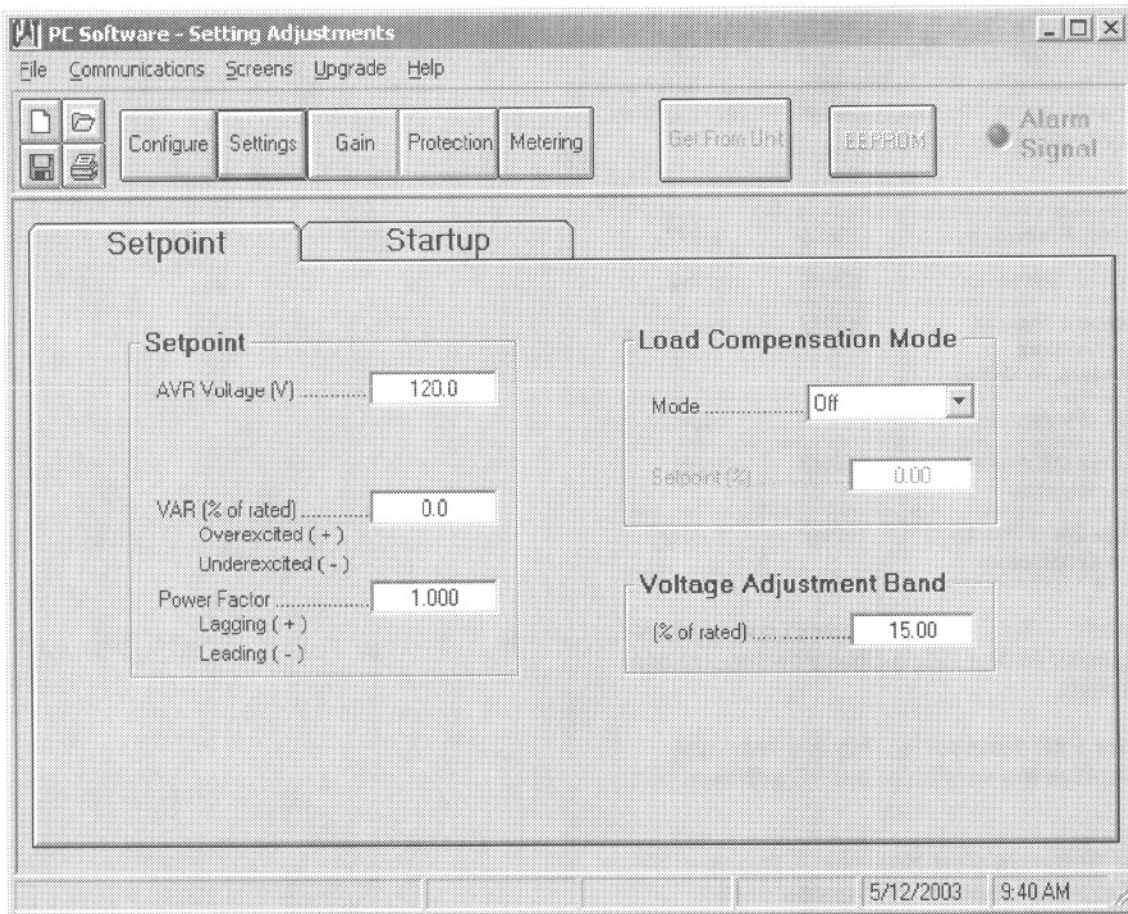 PC Software - Setting Adjustments
File Communications Screens Upgrade Help
Configure Settings Gain Protection Metering Get From Unt EEPROM Alarm Signal
Setpoint Startup
Setpoint
AVR Voltage (V) ............ 120.0
VAR (% of rated) ............. 0.0
Overexcited ( + )
Underexcited ( - )
Power Factor .................. 1.000
Lagging ( + )
Leading ( - )
Load Compensation Mode
Mode ................... Off
Setpoint (%) ................. 0.00
Voltage Adjustment Band
(% of rated) ................... 15.00
5/12/2003 9:40 AM